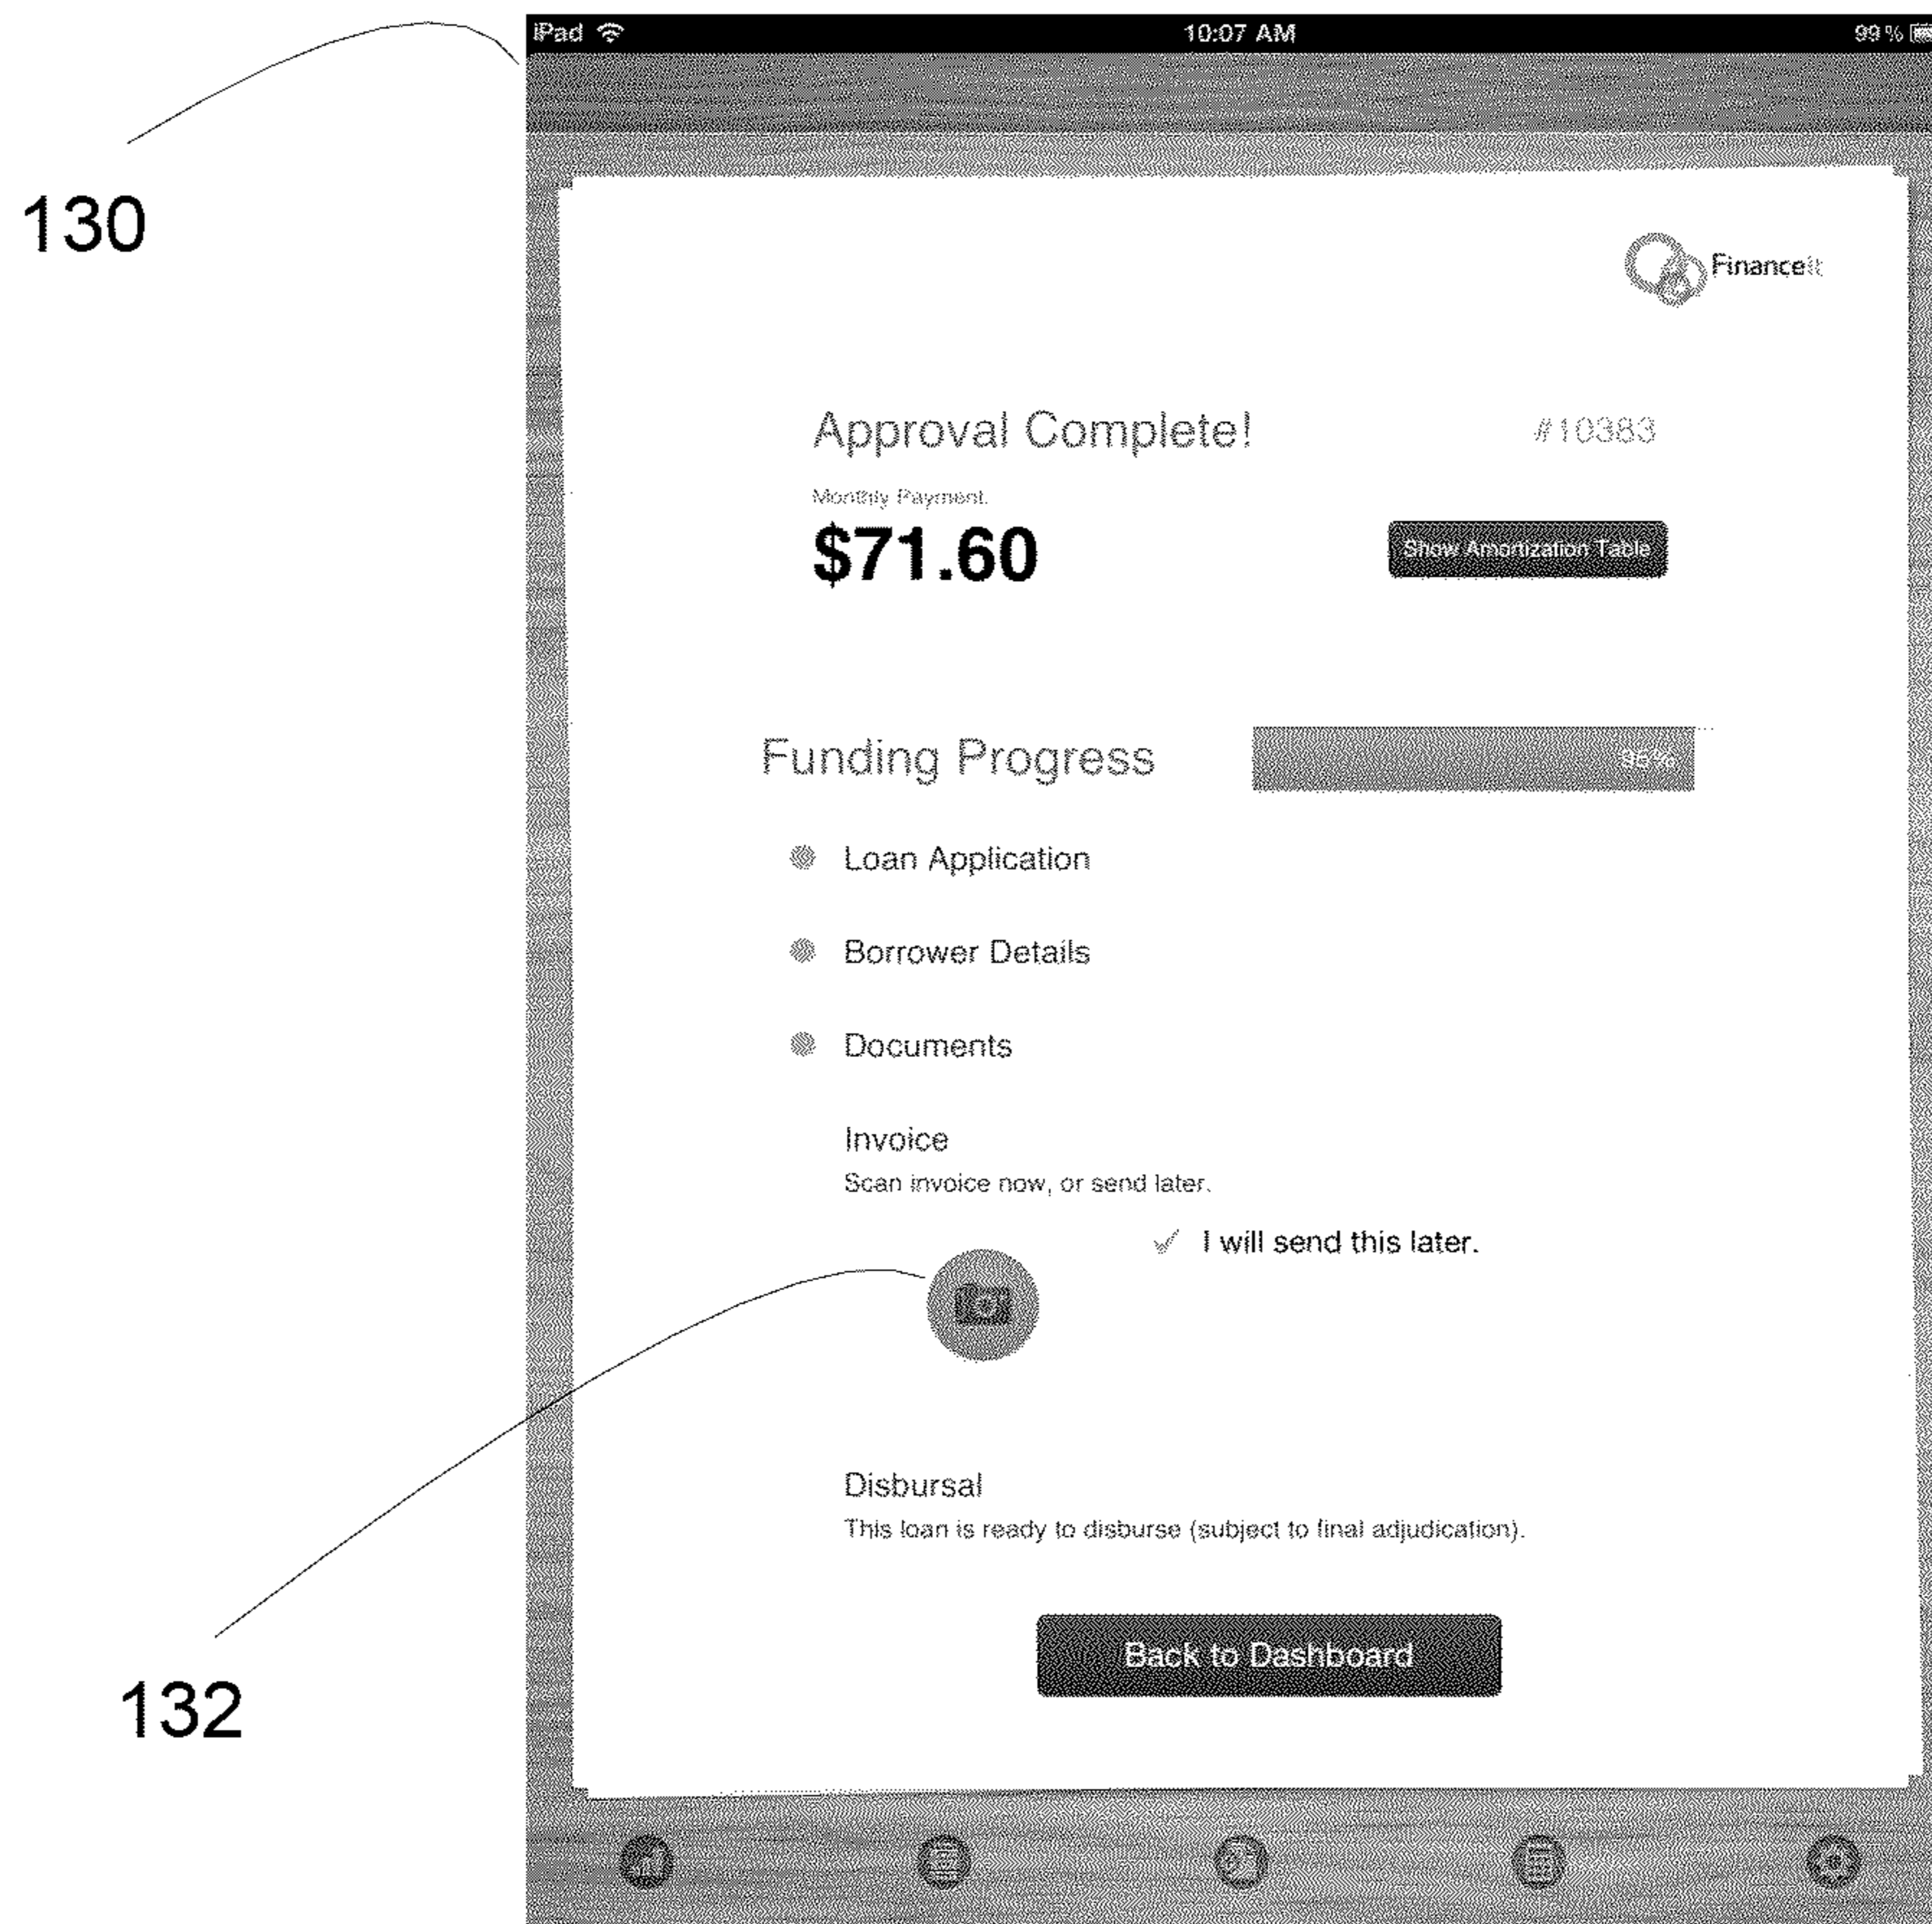 iPad 10:07 AM 99%
130
FinanceIt
Approval Complete! #10383
Monthly Payment.
$71.60 Show Amortization Table
Funding Progress 95%
Loan Application
Borrower Details
Documents
Invoice
Scan invoice now, or send later.
I will send this later.
Disbursal
This loan is ready to disburse (subject to final adjudication).
Back to Dashboard
132